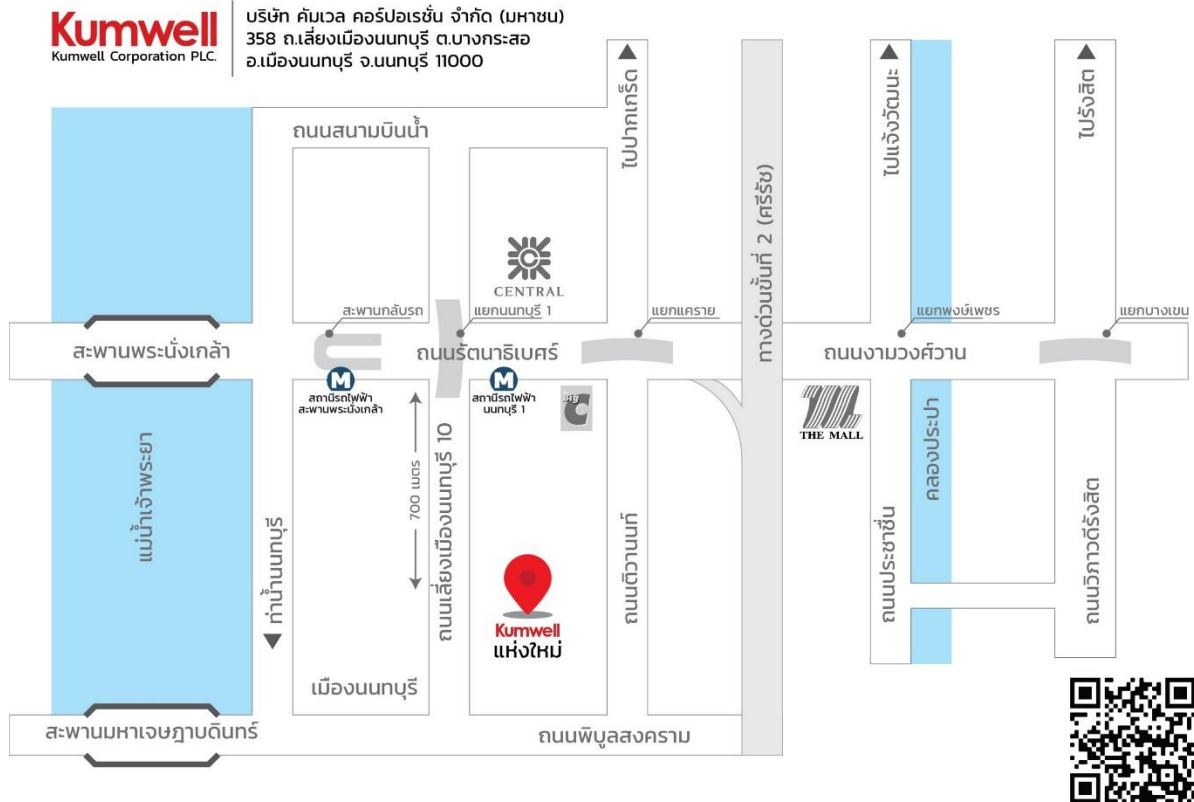 Kumwell
Kumwell Corporation PLC.
บริษัท คัมเวล คอร์ปอเรชั่น จำกัด (มหาชน)
358 ถ.เลี่ยงเมืองนนทบุรี ต.บางกระสอ
อ.เมืองนนทบุรี จ.นนทบุรี 11000
ไปปากเกร็ด
ไปแจ้งวัฒนะ
ไปรังสิต
ถนนสนามบินน้ำ
ทางด่วนขั้นที่ 2 (ศรีรัช)
CENTRAL
สะพานกลับรถ
แยกนนทบุรี 1
แยกแคราย
แยกพงษ์เพชร
แยกบางเขน
สะพานพระนั่งเกล้า
ถนนรัตนาธิเบศร์
ถนนงามวงศ์วาน
M
สถานีรถไฟฟ้า
สะพานพระนั่งเกล้า
M
สถานีรถไฟฟ้า
นนทบุรี 1
Big C
THE MALL
แม่น้ำเจ้าพระยา
ท่าน้ำนนทบุรี
700 เมตร
ถนนเลี่ยงเมืองนนทบุรี 10
ถนนติวานนท์
ถนนประชาชื่น
คลองประปา
ถนนวิภาวดีรังสิต
Kumwell
แห่งใหม่
เมืองนนทบุรี
สะพานมหาเจษฎาบดินทร์
ถนนพิบูลสงคราม